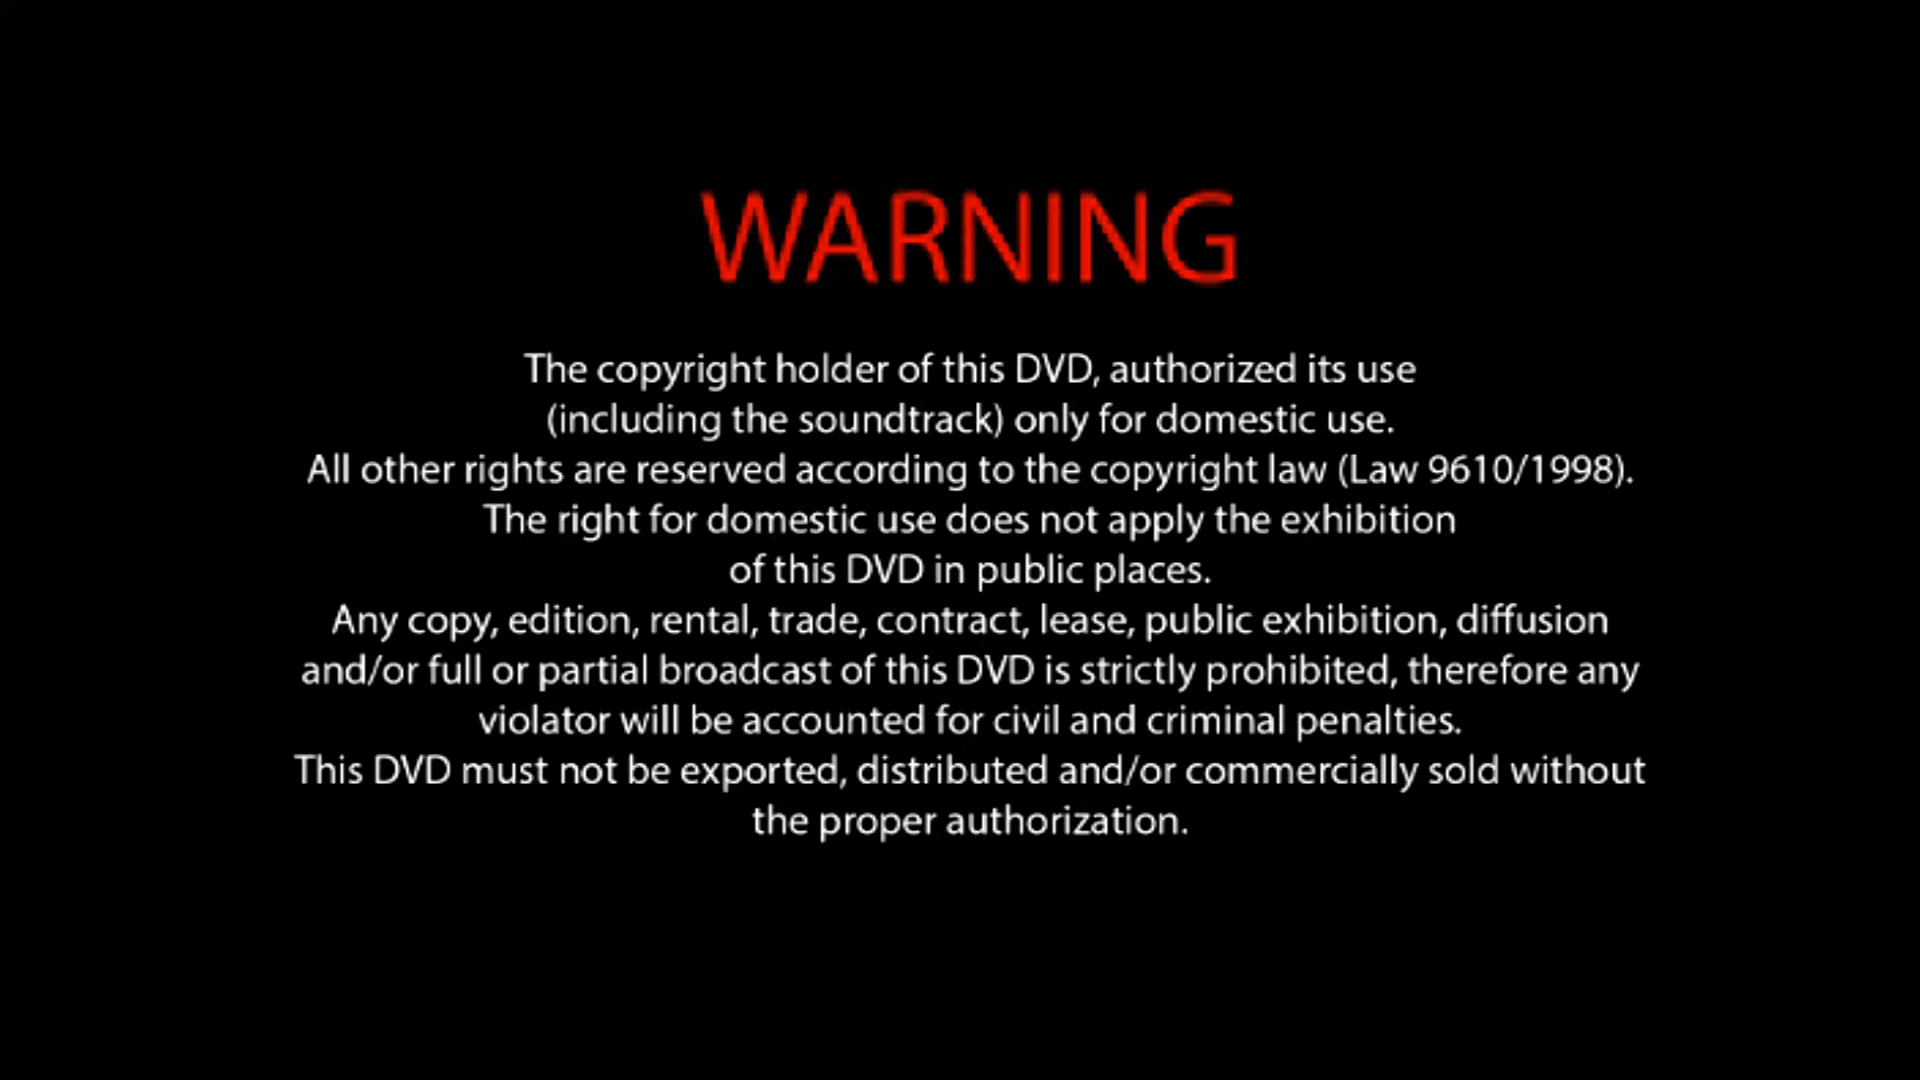 WARNING
The copyright holder of this DVD, authorized its use
(including the soundtrack) only for domestic use.
All other rights are reserved according to the copyright law (Law 9610/1998).
The right for domestic use does not apply the exhibition
of this DVD in public places.
Any copy, edition, rental, trade, contract, lease, public exhibition, diffusion
and/or full or partial broadcast of this DVD is strictly prohibited, therefore any
violator will be accounted for civil and criminal penalties.
This DVD must not be exported, distributed and/or commercially sold without
the proper authorization.